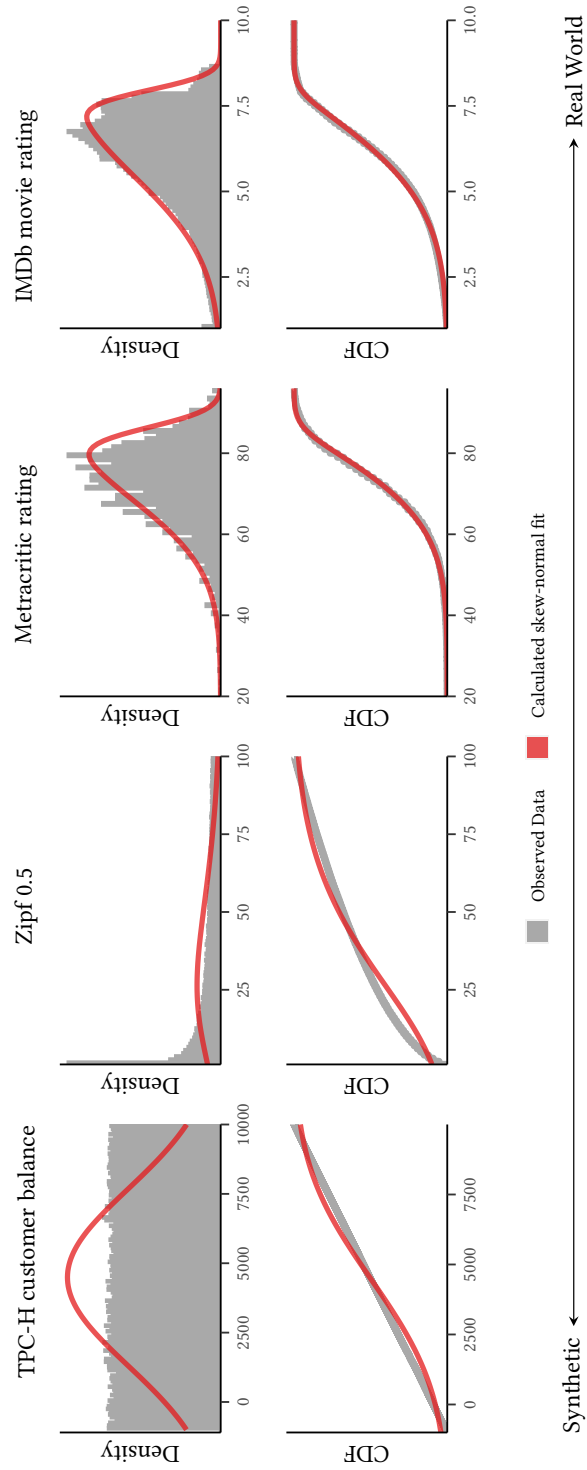 TPC-H customer balance
Zipf 0.5
Metracritic rating
IMDb movie rating
Density
Density
Density
Density
0 2500 5000 7500 10000
25 50 75 100
20 40 60 80
2.5 5.0 7.5 10.0
CDF
CDF
CDF
CDF
0 2500 5000 7500
25 50 75 100
20 40 60 80
2.5 5.0 7.5 10.0
Observed Data
Calculated skew-normal fit
Synthetic
Real World